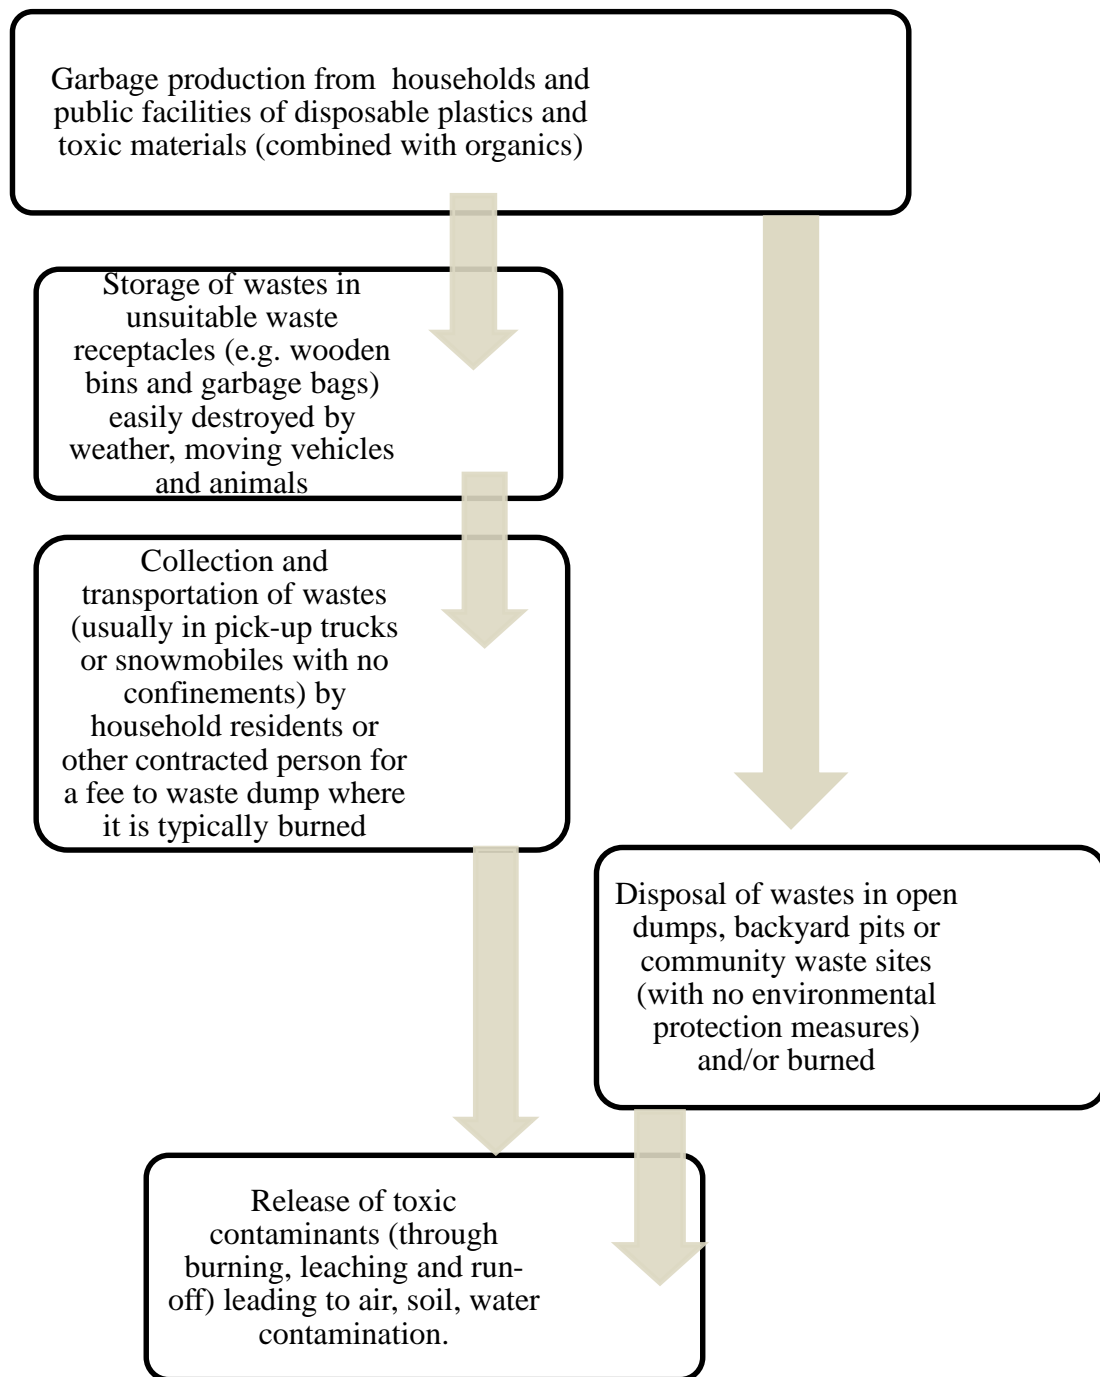 Garbage production from  households and
public facilities of disposable plastics and
toxic materials (combined with organics)
Storage of wastes in
unsuitable waste
receptacles (e.g. wooden
bins and garbage bags)
easily destroyed by
weather, moving vehicles
and animals
Collection and
transportation of wastes
(usually in pick-up trucks
or snowmobiles with no
confinements) by
household residents or
other contracted person for
a fee to waste dump where
it is typically burned
Disposal of wastes in open
dumps, backyard pits or
community waste sites
(with no environmental
protection measures)
and/or burned
Release of toxic
contaminants (through
burning, leaching and run-
off) leading to air, soil, water
contamination.